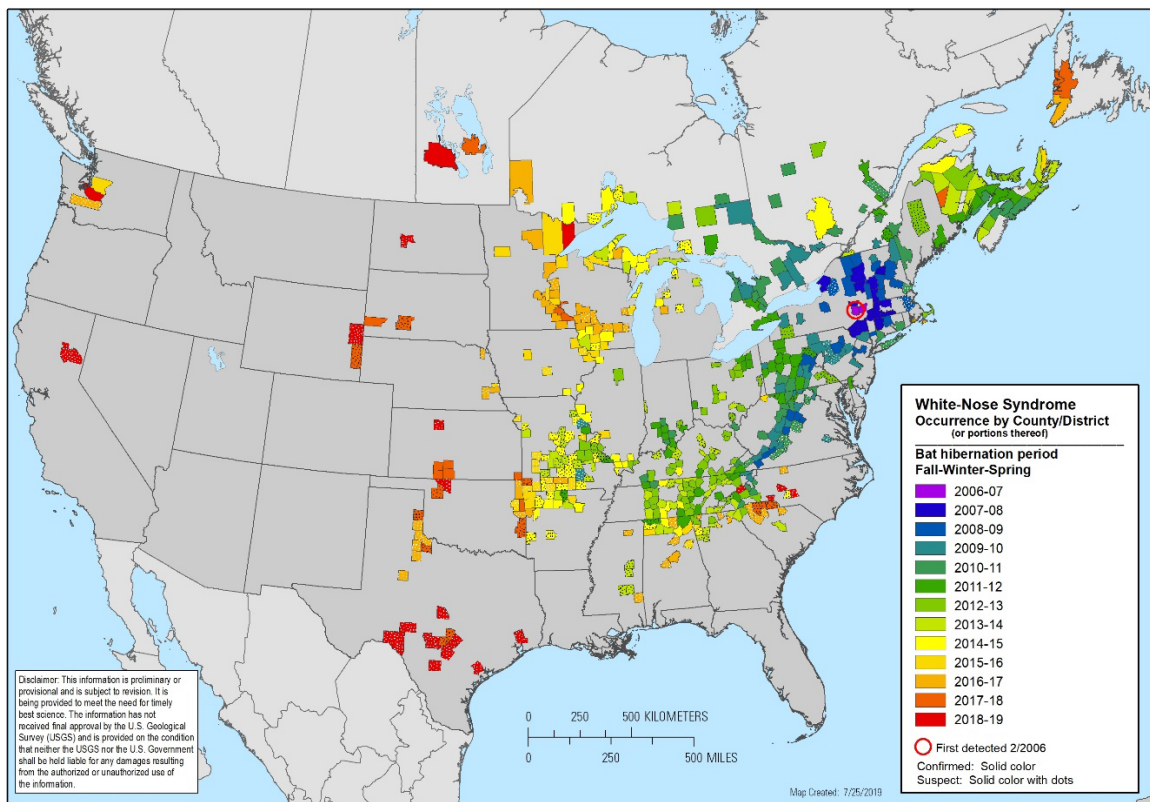 White-Nose Syndrome
Occurrence by County/District
(or portions thereof)
Bat hibernation period
Fall-Winter-Spring
2006-07
2007-08
2008-09
2009-10
2010-11
2011-12
2012-13
2013-14
2014-15
2015-16
2016-17
2017-18
2018-19
First detected 2/2006
Confirmed: Solid color
Suspect: Solid color with dots
Disclaimer: This information is preliminary or
provisional and is subject to revision. It is
being provided to meet the need for timely
best science. The information has not
received final approval by the U.S. Geological
Survey (USGS) and is provided on the condition
that neither the USGS nor the U.S. Government
shall be held liable for any damages resulting
from the authorized or unauthorized use of
the information.
0 250 500 KILOMETERS
0 250 500 MILES
Map Created: 7/25/2019